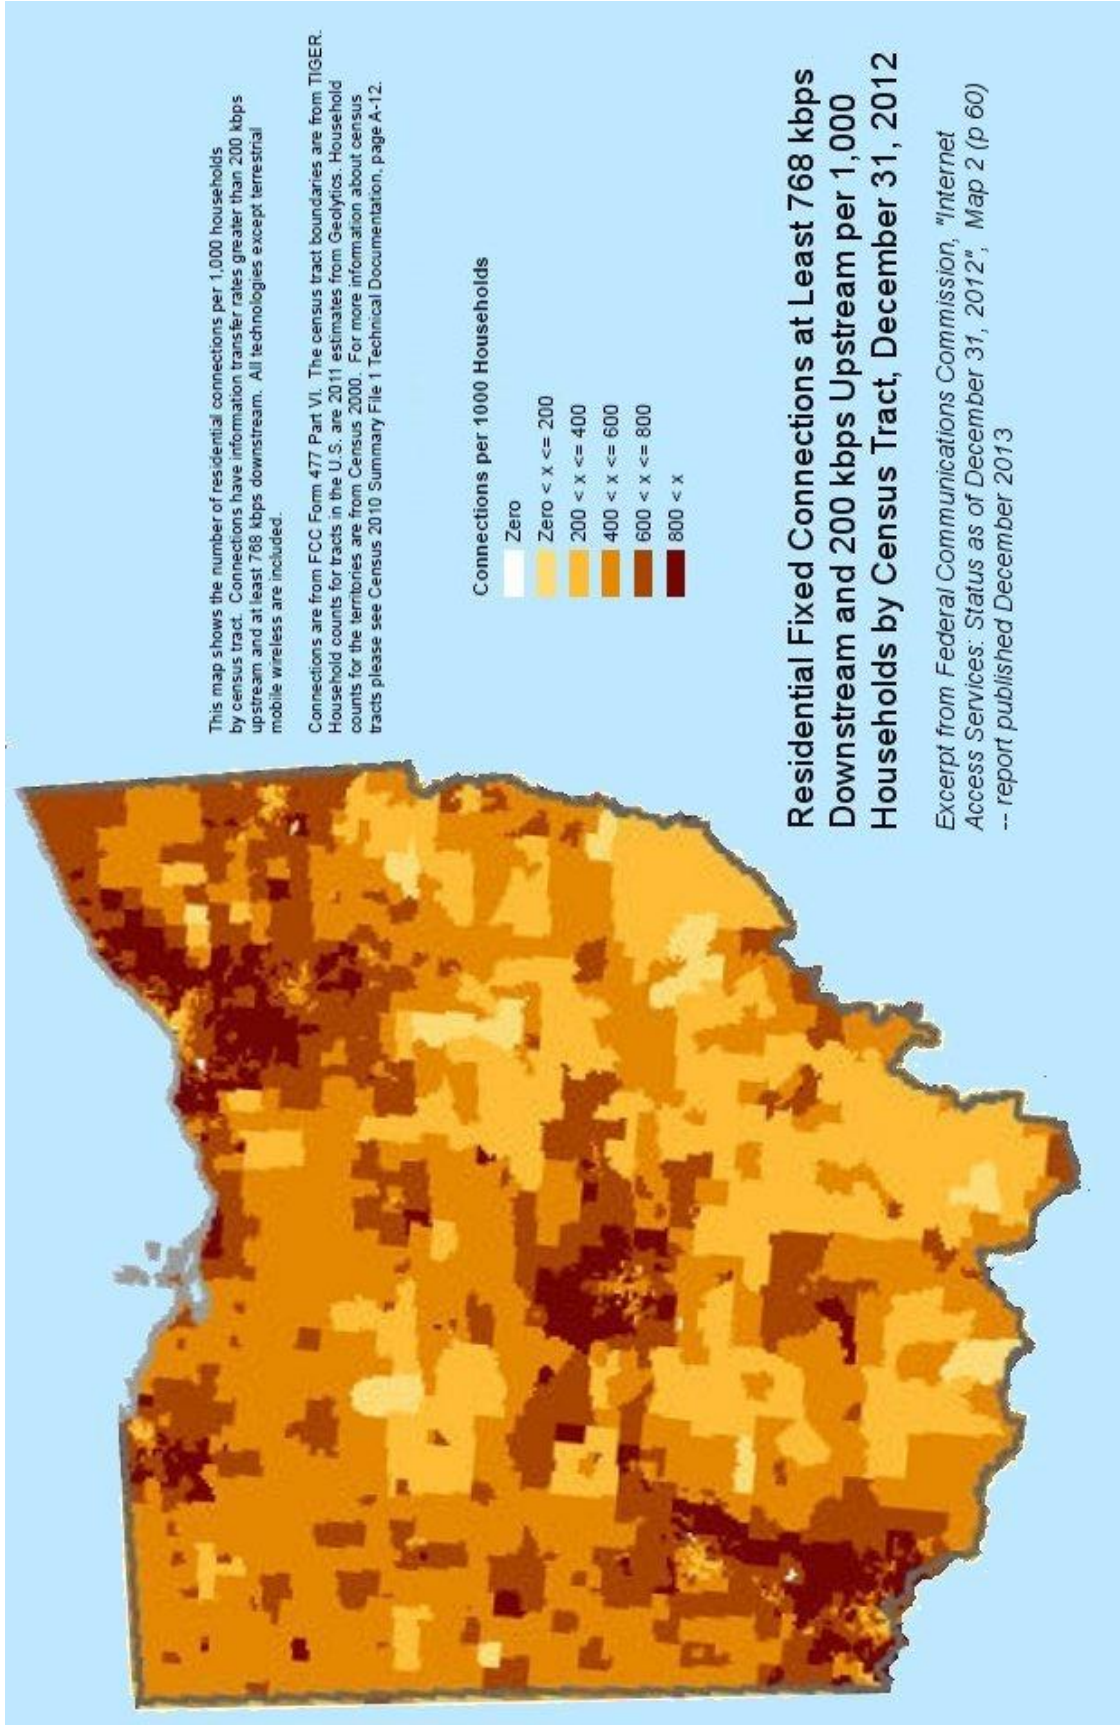 This map shows the number of residential connections per 1,000 households
by census tract. Connections have information transfer rates greater than 200 kbps
upstream and at least 768 kbps downstream. All technologies except terrestrial
mobile wireless are included.
Connections are from FCC Form 477 Part VI. The census tract boundaries are from TIGER.
Household counts for tracts in the U.S. are 2011 estimates from Geolytics. Household
counts for the territories are from Census 2000. For more information about census
tracts please see Census 2010 Summary File 1 Technical Documentation, page A-12.
Connections per 1000 Households
Zero
Zero < x <= 200
200 < x <= 400
400 < x <= 600
600 < x <= 800
800 < x
Residential Fixed Connections at Least 768 kbps
Downstream and 200 kbps Upstream per 1,000
Households by Census Tract, December 31, 2012
Excerpt from Federal Communications Commission, "Internet
Access Services: Status as of December 31, 2012", Map 2 (p 60)
-- report published December 2013